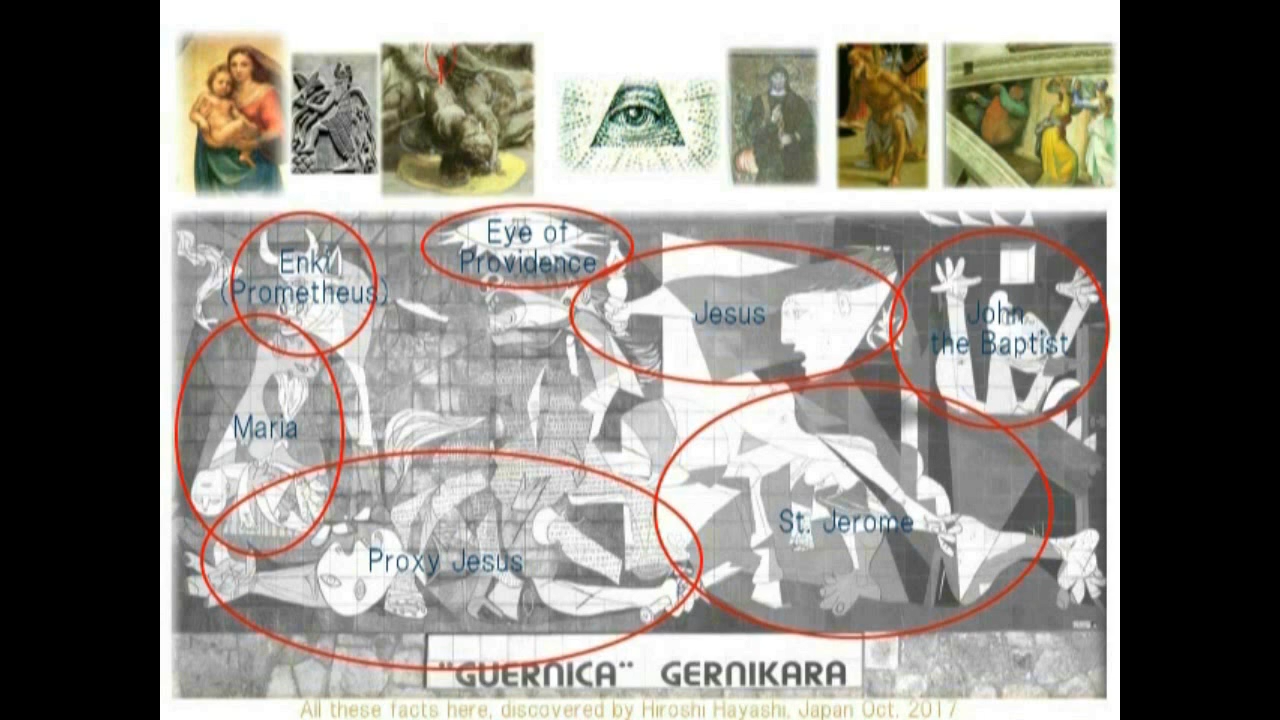 Eye of
Providence
Enki
(Prometheus)
Jesus
John
the Baptist
Maria
St. Jerome
Proxy Jesus
"GUERNICA" GERNIKARA
All these facts here, discovered by Hiroshi Hayashi, Japan Oct. 2017